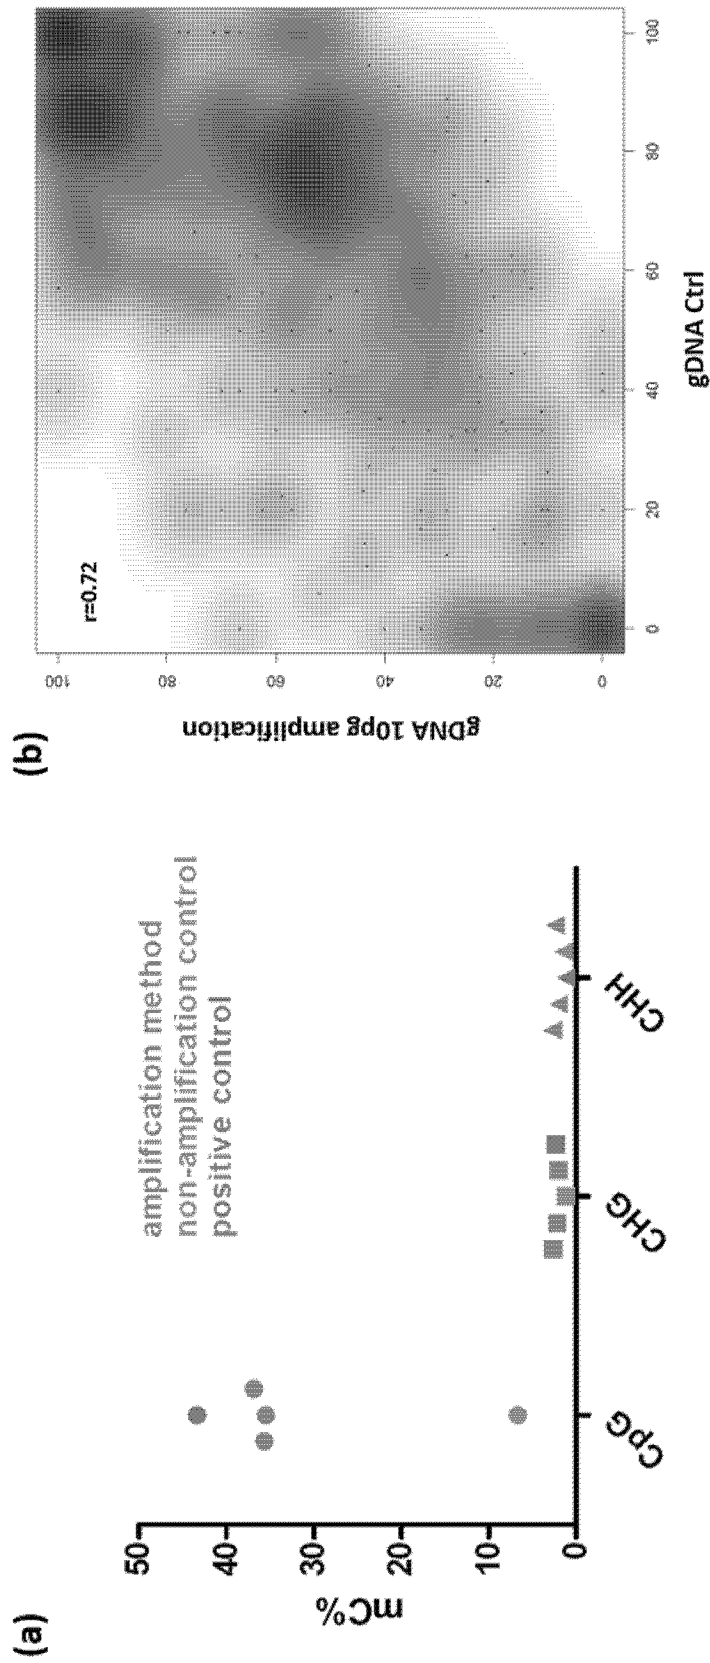 (a)
mC%
50
40
30
20
10
0
CpG
CHG
CHH
amplification method
non-amplification control
positive control
(b)
gDNA 10pg amplification
100
80
60
40
20
0
r=0.72
0
20
40
60
80
100
gDNA Ctrl